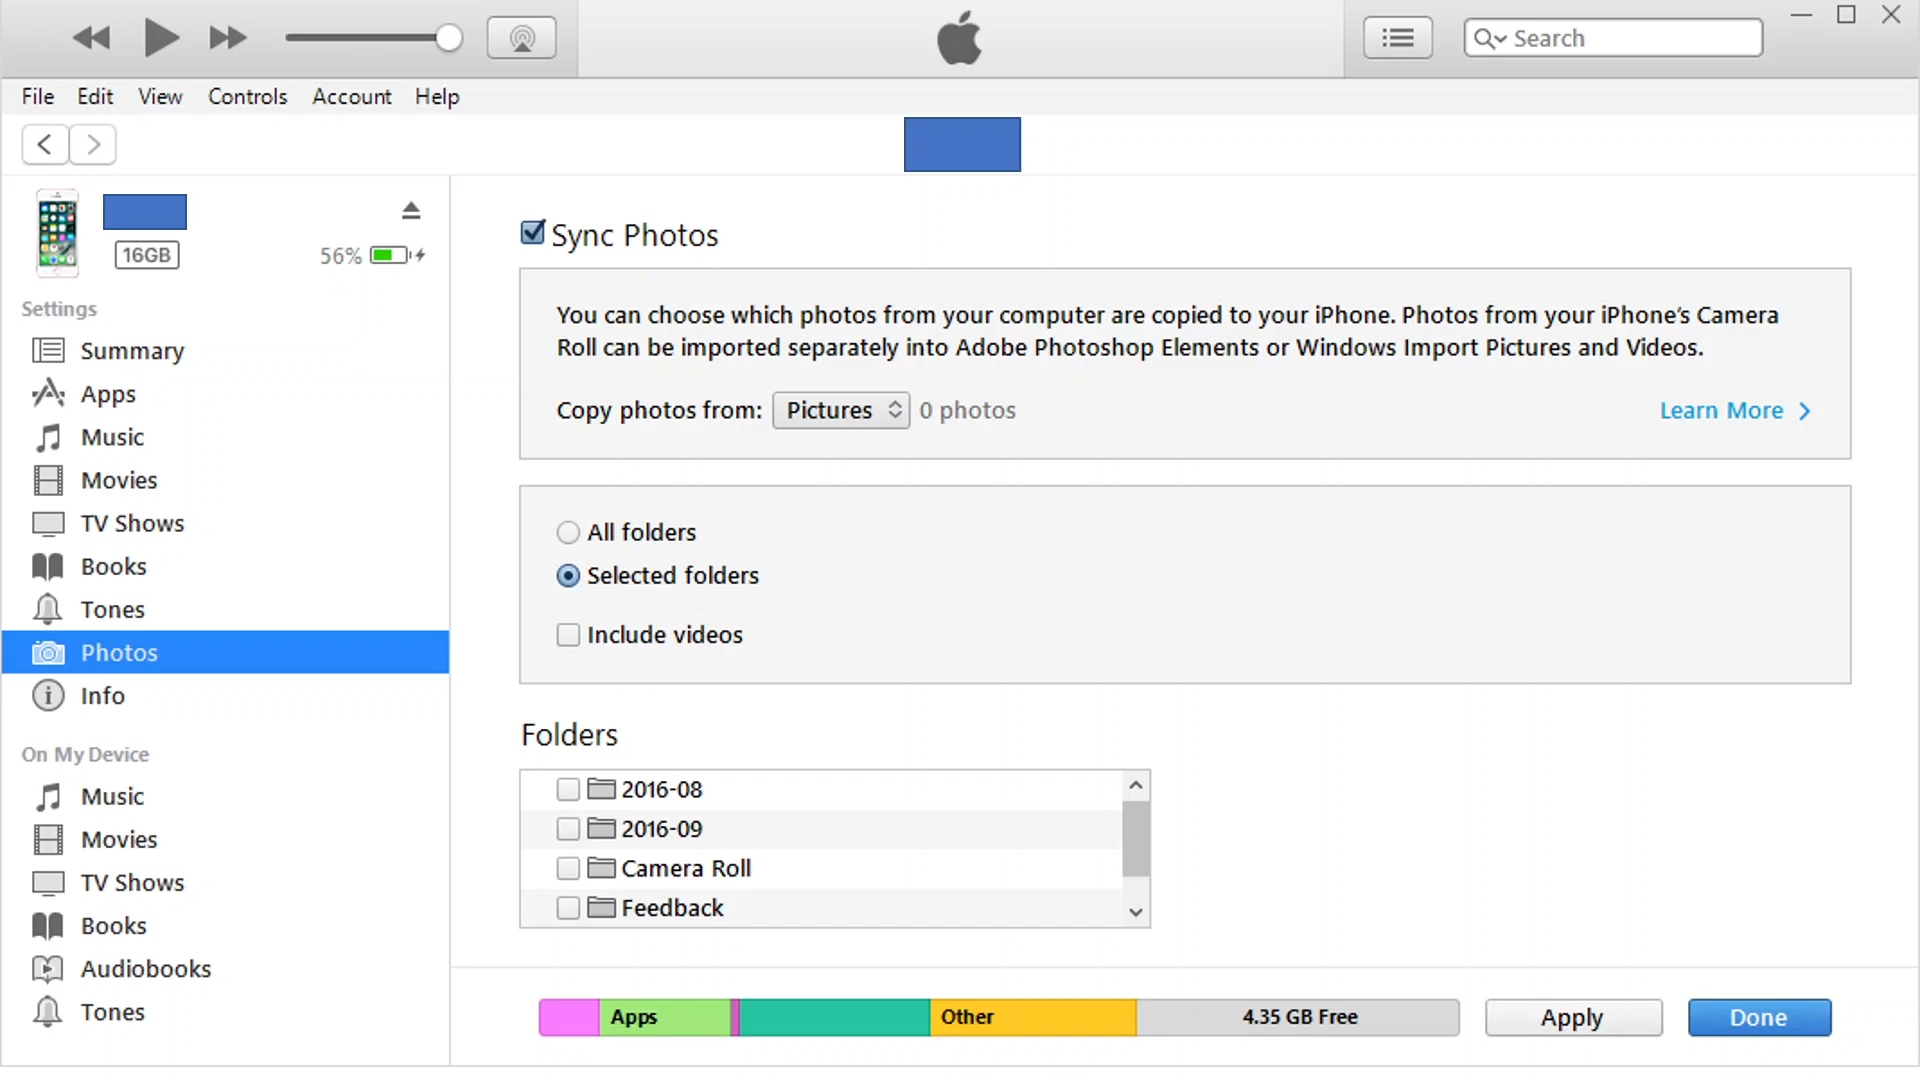 Search
File Edit View Controls Account Help
16GB
56%
Settings
Summary
Apps
Music
Movies
TV Shows
Books
Tones
Photos
Info
On My Device
Music
Movies
TV Shows
Books
Audiobooks
Tones
Sync Photos
You can choose which photos from your computer are copied to your iPhone. Photos from your iPhone's Camera
Roll can be imported separately into Adobe Photoshop Elements or Windows Import Pictures and Videos.
Copy photos from: Pictures 0 photos Learn More
All folders
Selected folders
Include videos
Folders
2016-08
2016-09
Camera Roll
Feedback
Apps Other 4.35 GB Free Apply Done